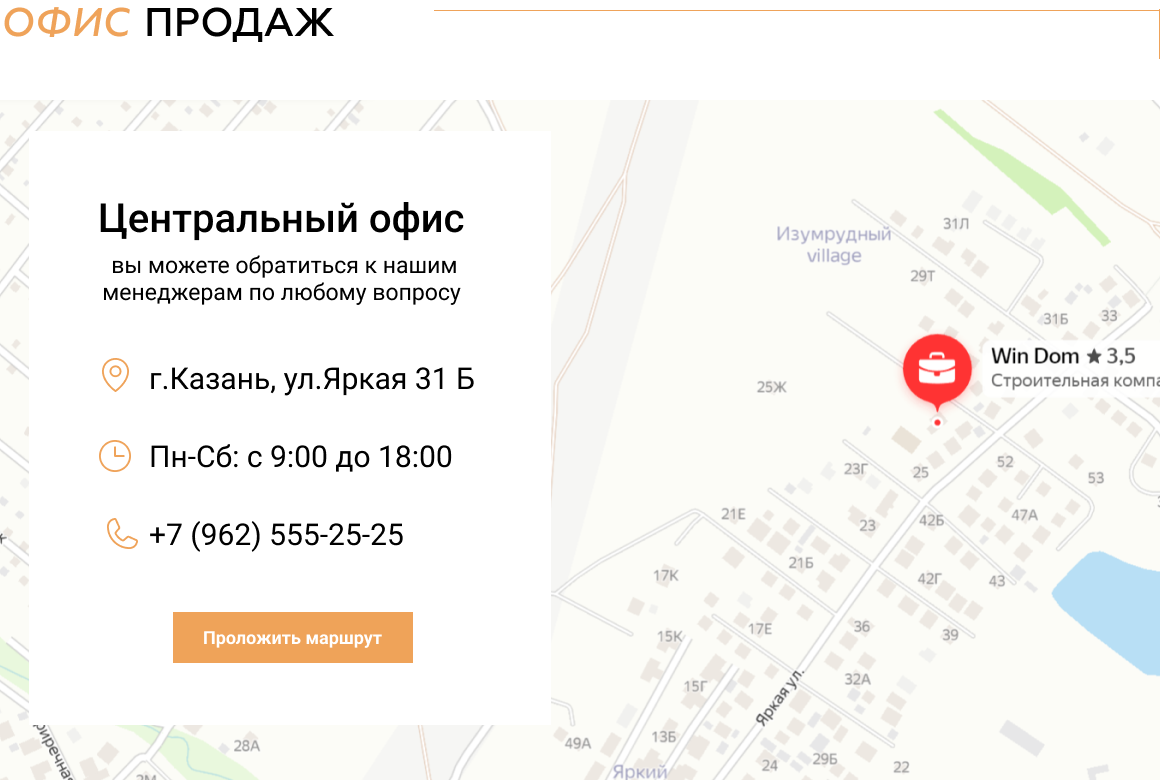 ОФИС ПРОДАЖ
Центральный офис
вы можете обратиться к нашим
менеджерам по любому вопросу
г.Казань, ул.Яркая 31 Б
Пн-Сб: с 9:00 до 18:00
+7 (962) 555-25-25
Проложить маршрут
31Л
Изумрудный
village
29Т
31Б
33
Win Dom ★ 3,5
Строительная
25Ж
23Г
25
52
53
21Е
23
42Б
47А
21Б
17К
42Г
43
17Е
36
39
15К
32А
15Г
Яркая ул.
28А
49А
13Б
29Б
24
22
Яркий